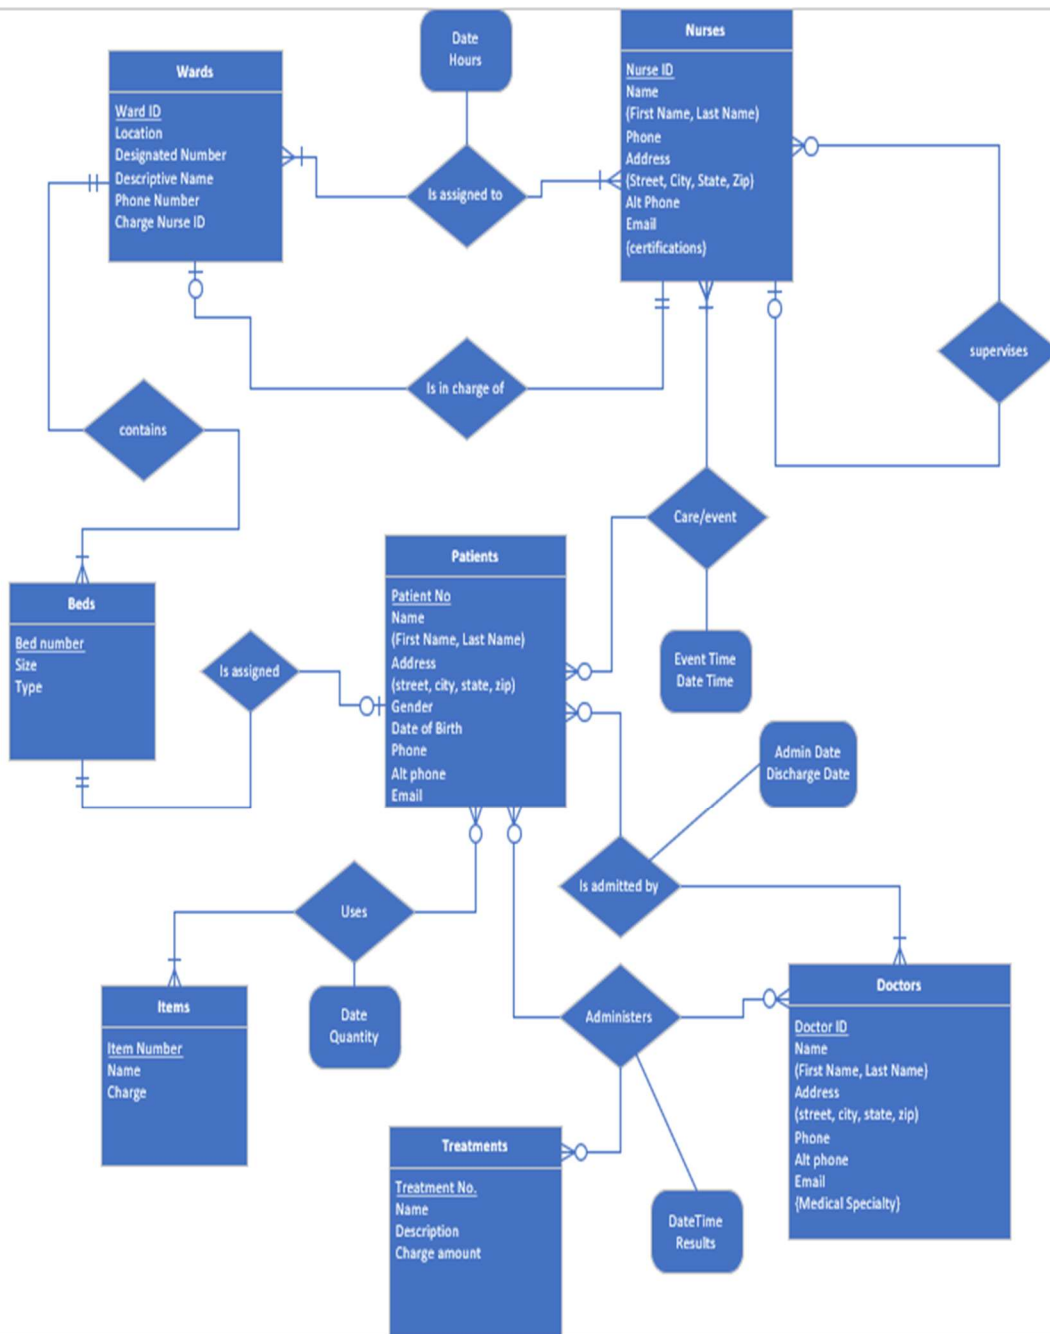 Date
Hours
Nurses
Nurse ID
Name
(First Name, Last Name)
Phone
Address
(Street, City, State, Zip)
Alt Phone
Email
{certifications}
Wards
Ward ID
Location
Designated Number
Descriptive Name
Phone Number
Charge Nurse ID
Is assigned to
supervises
Is in charge of
contains
Care/event
Patients
Patient No
Name
(First Name, Last Name)
Address
(street, city, state, zip)
Gender
Date of Birth
Phone
Alt phone
Email
Beds
Bed number
Size
Type
Is assigned
Event Time
Date Time
Admin Date
Discharge Date
Is admitted by
Uses
Date
Quantity
Items
Item Number
Name
Charge
Administers
Doctors
Doctor ID
Name
(First Name, Last Name)
Address
(street, city, state, zip)
Phone
Alt phone
Email
{Medical Specialty}
Treatments
Treatment No.
Name
Description
Charge amount
DateTime
Results